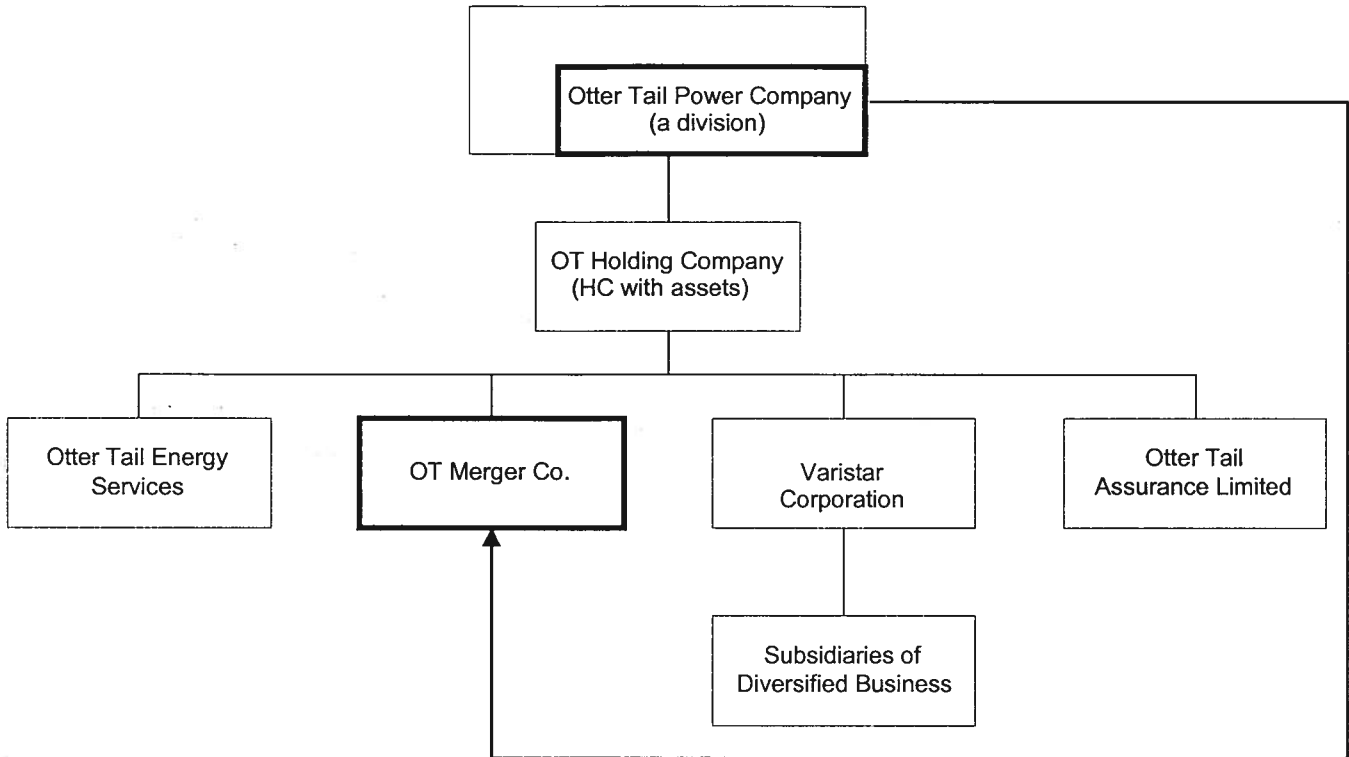 Otter Tail Power Company
(a division)
OT Holding Company
(HC with assets)
Otter Tail Energy
Services
OT Merger Co.
Varistar
Corporation
Otter Tail
Assurance Limited
Subsidiaries of
Diversified Business